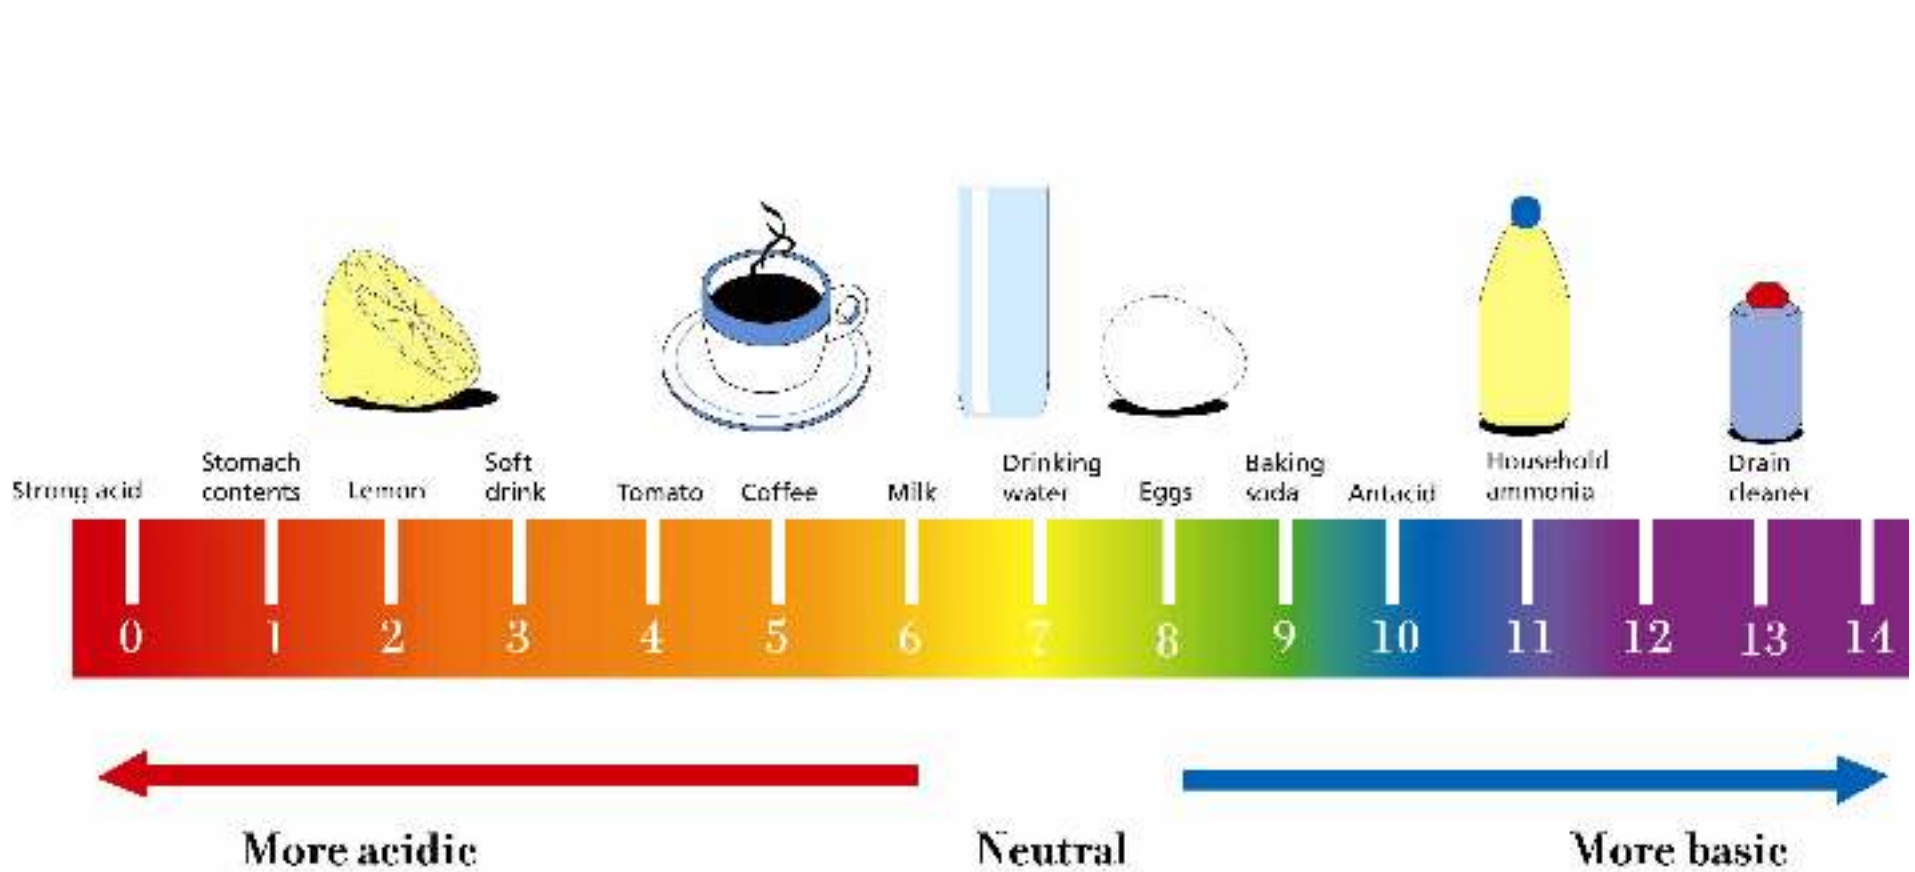 Strong acid
Stomach
contents
Lemon
Soft
drink
Tomato
Coffee
Milk
Drinking
water
Eggs
Baking
soda
Antacid
Household
ammonia
Drain
cleaner
0 1 2 3 4 5 6 7 8 9 10 11 12 13 14
More acidic
Neutral
More basic